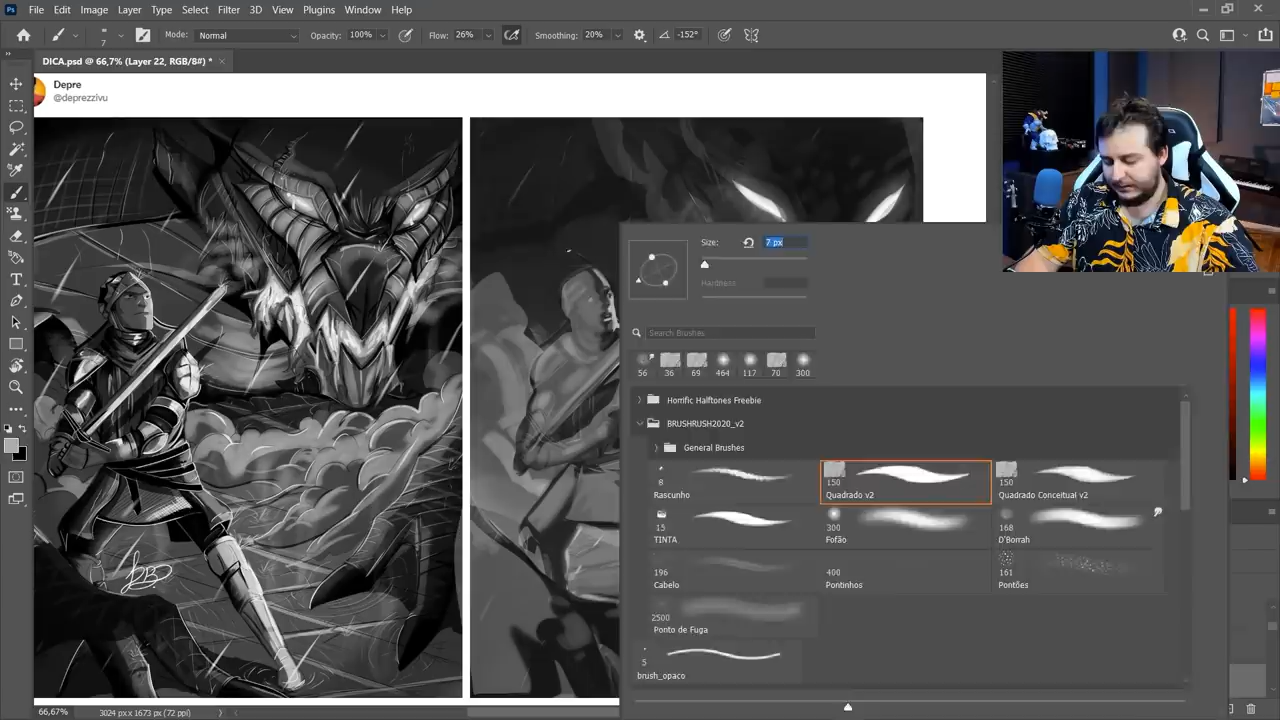 Ps File Edit Image Layer Type Select Filter 3D View Plugins Window Help
7 Mode: Normal Opacity: 100% Flow: 26% Smoothing: 20% -152°
DICA.psd @ 66,7% (Layer 22, RGB/8#) *
Depre
@deprezzivu
Size: 7 px
Hardness
Search Brushes
56 36 69 464 117 70 300
Horrific Halftones Freebie
BRUSHRUSH2020_v2
General Brushes
8 150 150
Rascunho Quadrado v2 Quadrado Conceitual v2
15 300 168
TINTA Fofão D'Borrah
196 400 161
Cabelo Pontinhos Pontões
2500
Ponto de Fuga
5
brush_opaco
66,67% 3024 px x 1673 px (72 ppi)